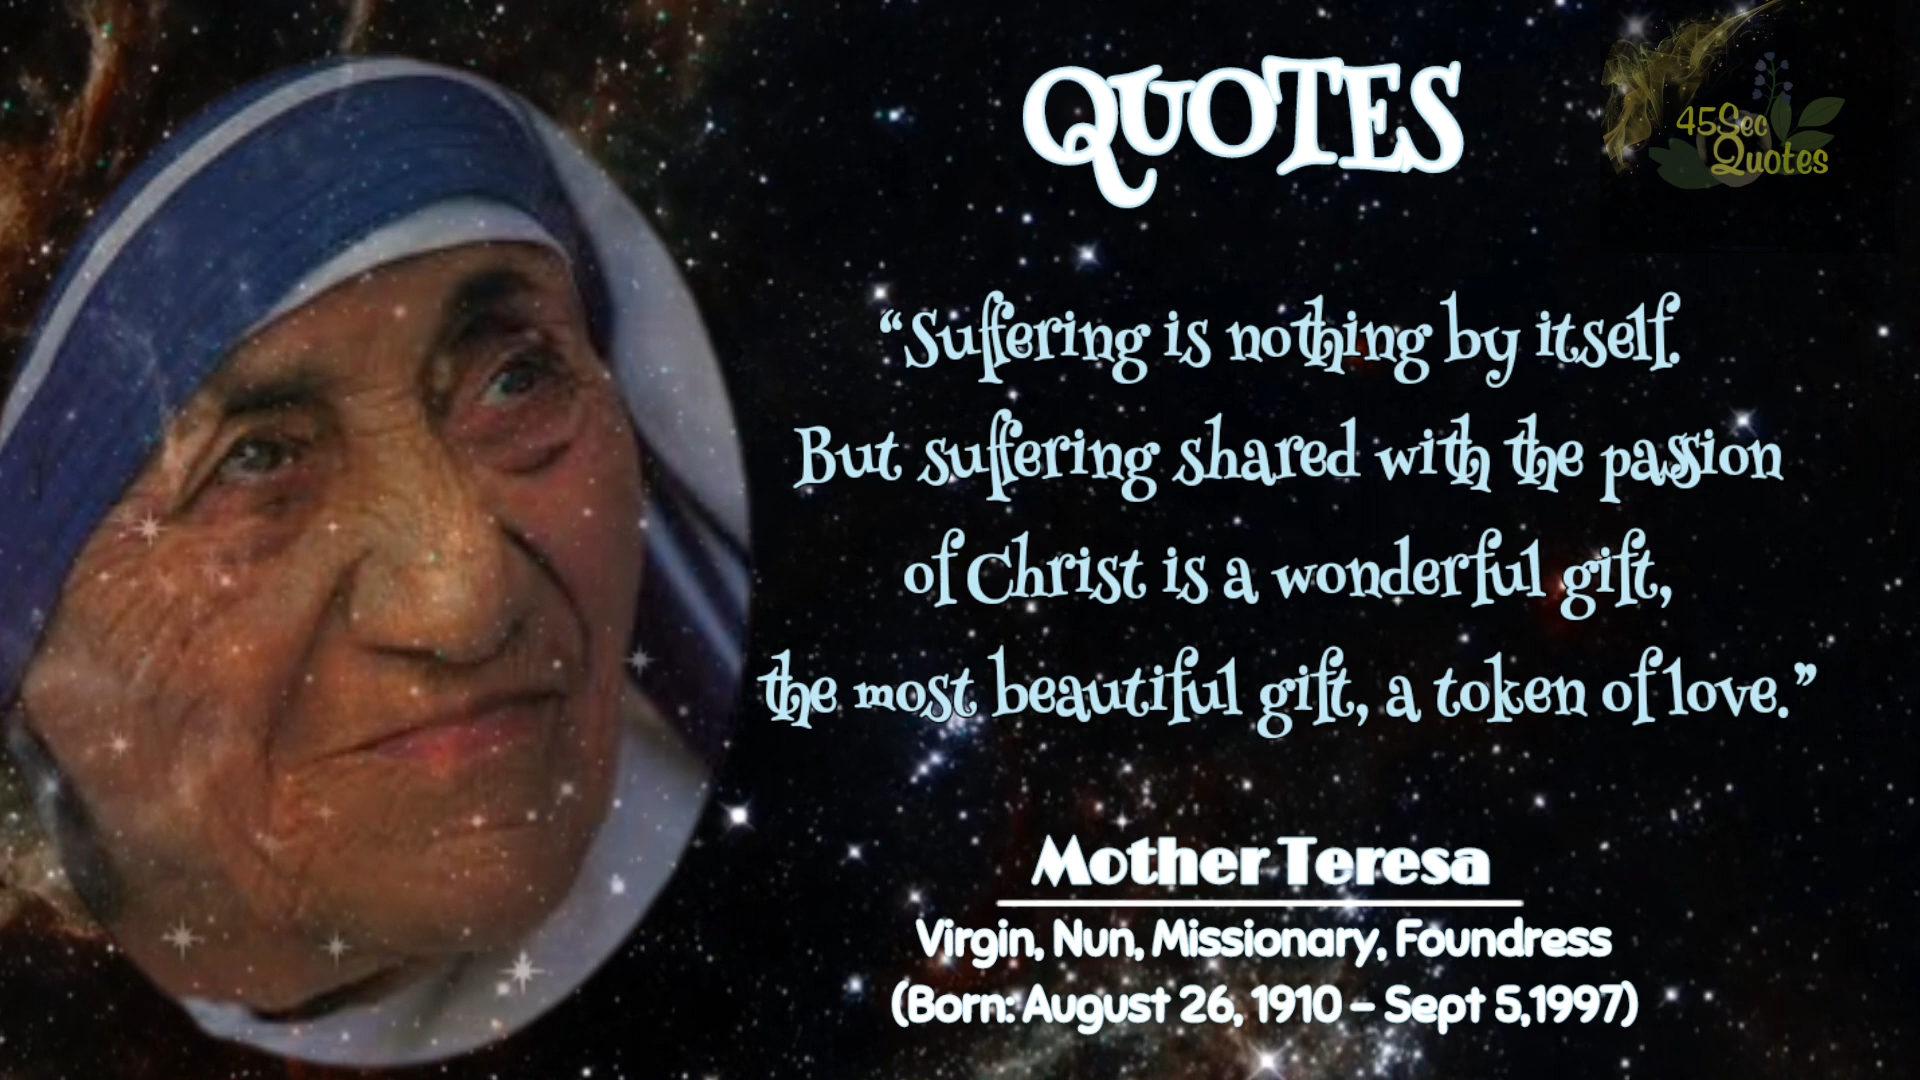 QUOTES
45Sec
Quotes
“Suffering is nothing by itself.
But suffering shared with the passion
of Christ is a wonderful gift,
the most beautiful gift, a token of love.”
Mother Teresa
Virgin, Nun, Missionary, Foundress
(Born: August 26, 1910 - Sept 5,1997)